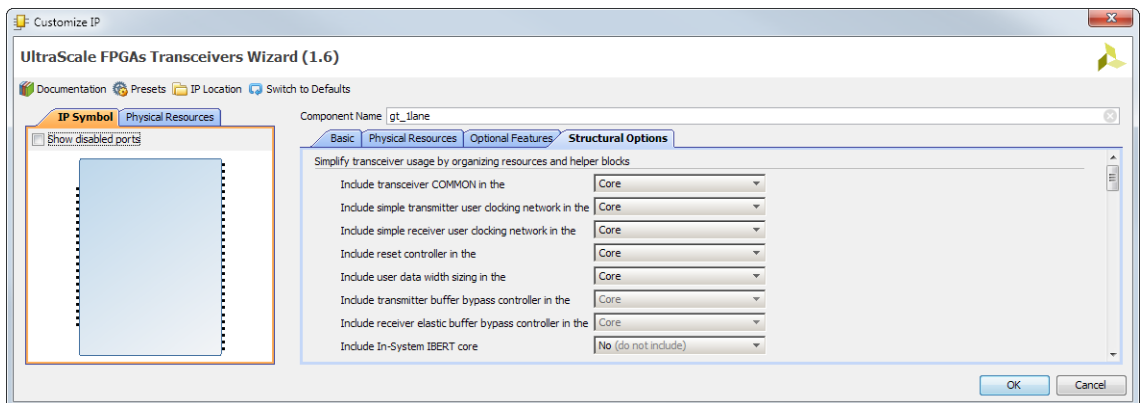 Customize IP
UltraScale FPGAs Transceivers Wizard (1.6)
Documentation Presets IP Location Switch to Defaults
IP Symbol Physical Resources
Show disabled ports
Component Name gt_1lane
Basic Physical Resources Optional Features Structural Options
Simplify transceiver usage by organizing resources and helper blocks
Include transceiver COMMON in the Core
Include simple transmitter user clocking network in the Core
Include simple receiver user clocking network in the Core
Include reset controller in the Core
Include user data width sizing in the Core
Include transmitter buffer bypass controller in the Core
Include receiver elastic buffer bypass controller in the Core
Include In-System IBERT core No (do not include)
OK Cancel